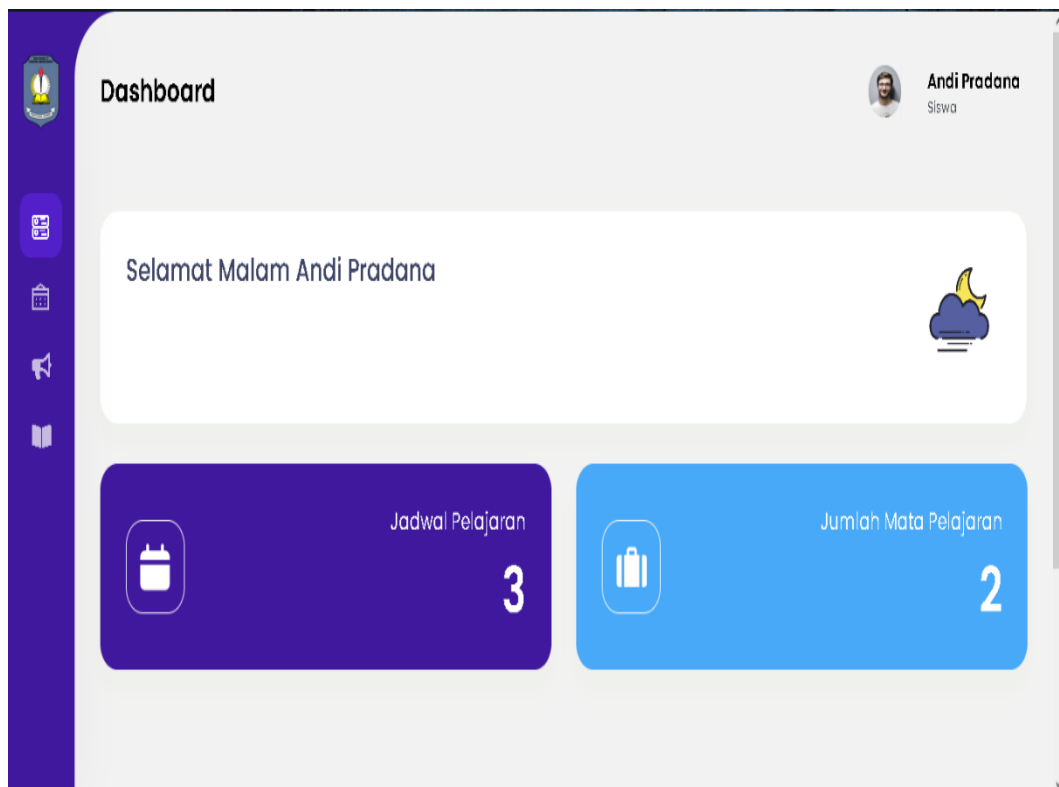 Dashboard
Andi Pradana
Siswa
Selamat Malam Andi Pradana
Jadwal Pelajaran
3
Jumlah Mata Pelajaran
2